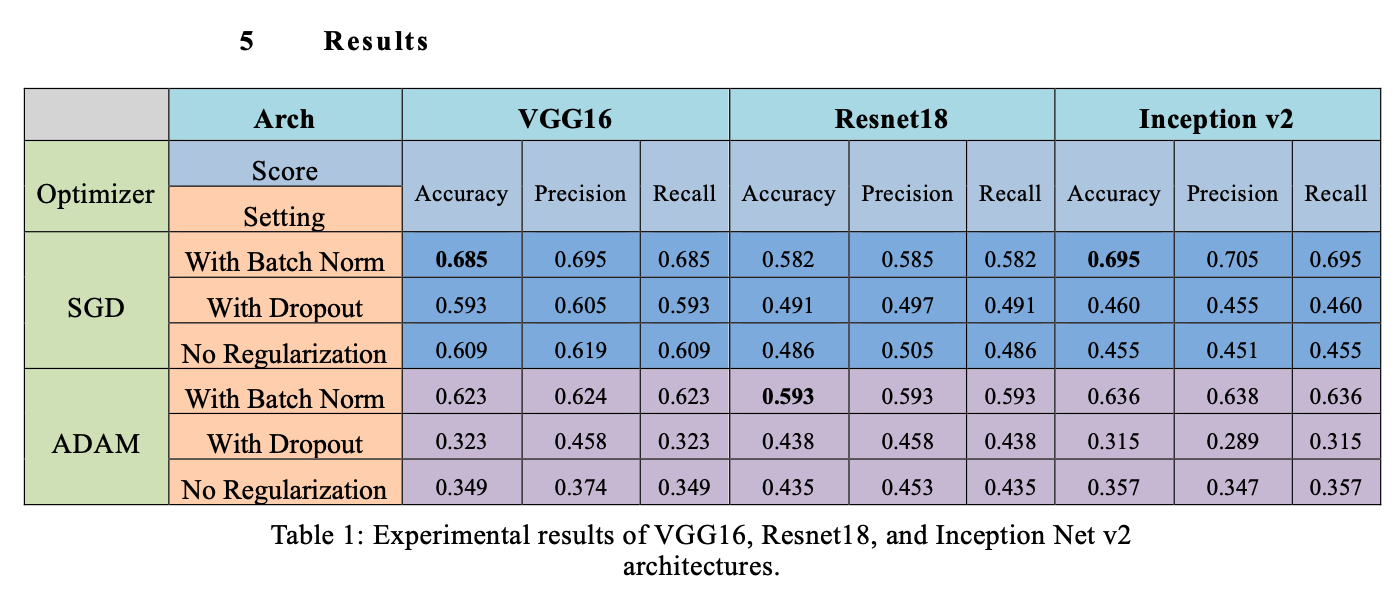 5 Results
Arch VGG16 Resnet18 Inception v2
Optimizer Score Accuracy Precision Recall Accuracy Precision Recall Accuracy Precision Recall
Setting
SGD With Batch Norm 0.685 0.695 0.685 0.582 0.585 0.582 0.695 0.705 0.695
With Dropout 0.593 0.605 0.593 0.491 0.497 0.491 0.460 0.455 0.460
No Regularization 0.609 0.619 0.609 0.486 0.505 0.486 0.455 0.451 0.455
ADAM With Batch Norm 0.623 0.624 0.623 0.593 0.593 0.593 0.636 0.638 0.636
With Dropout 0.323 0.458 0.323 0.438 0.458 0.438 0.315 0.289 0.315
No Regularization 0.349 0.374 0.349 0.435 0.453 0.435 0.357 0.347 0.357
Table 1: Experimental results of VGG16, Resnet18, and Inception Net v2
architectures.